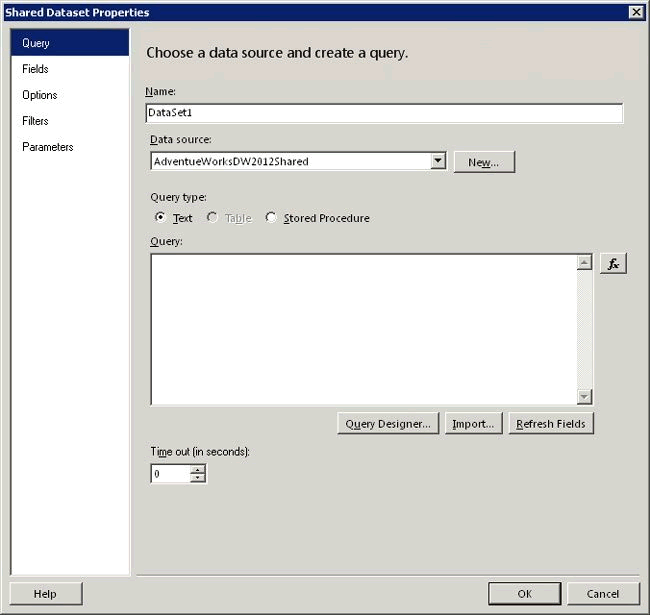 Shared Dataset Properties
Query
Fields
Options
Filters
Parameters
Choose a data source and create a query.
Name:
DataSet1
Data source:
AdventueWorksDW2012Shared
New...
Query type:
Text Table Stored Procedure
Query:
fx
Query Designer... Import... Refresh Fields
Time out (in seconds):
0
Help OK Cancel